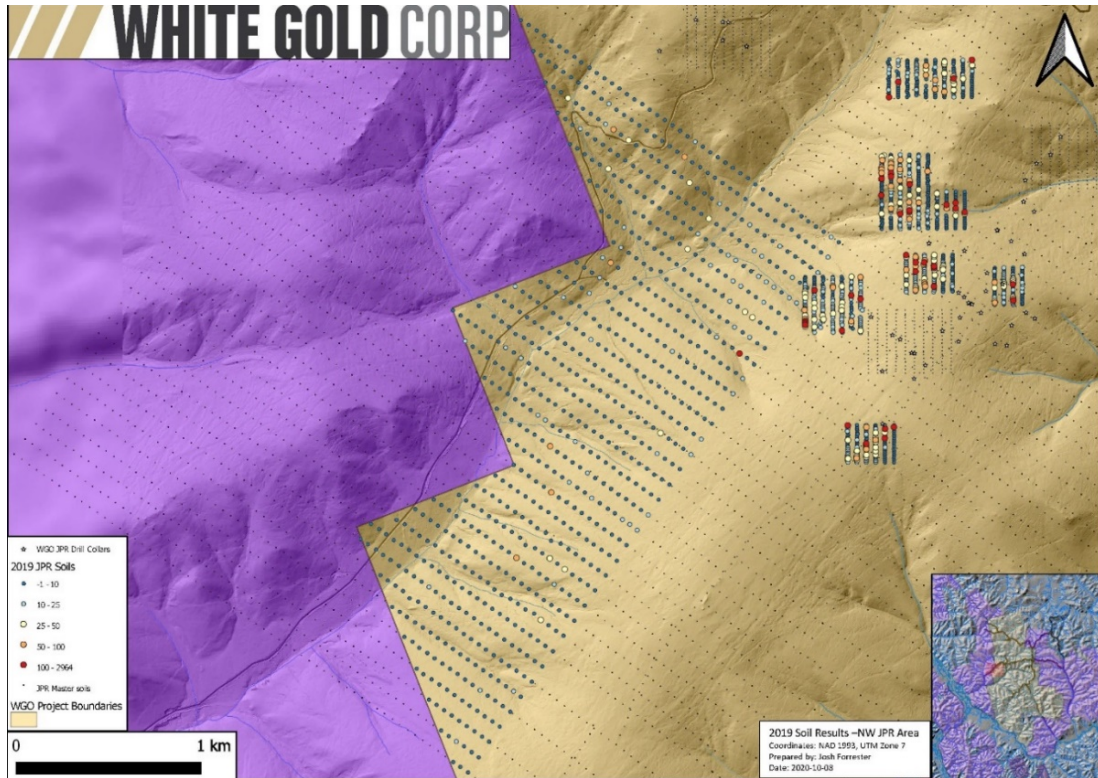 WHITE GOLD CORP
WGO JPR Drill Collars
2019 JPR Soils
-1 - 10
10 - 25
25 - 50
50 - 100
100 - 2964
JPR Master soils
WGO Project Boundaries
0 1 km
2019 Soil Results –NW JPR Area
Coordinates: NAD 1993, UTM Zone 7
Prepared by: Josh Forrester
Date: 2020-10-03